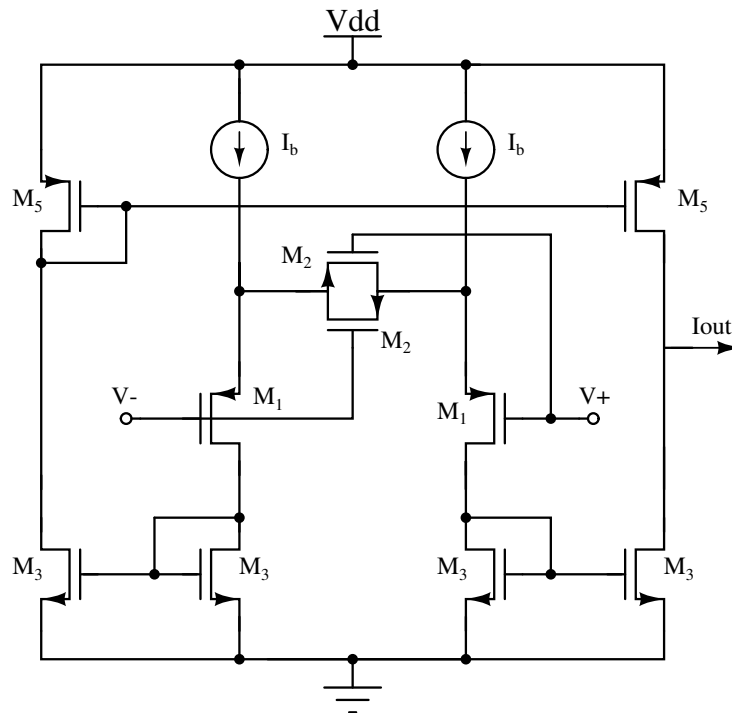 Vdd
I_b I_b
M_5 M_5
M_2
M_2
Iout
V- M_1 M_1 V+
M_3 M_3 M_3 M_3